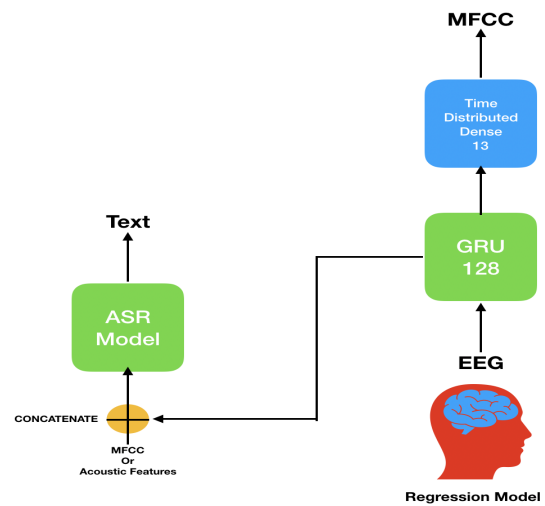 MFCC
Time
Distributed
Dense
13
GRU
128
EEG
Regression Model
Text
ASR
Model
CONCATENATE
MFCC
Or
Acoustic Features